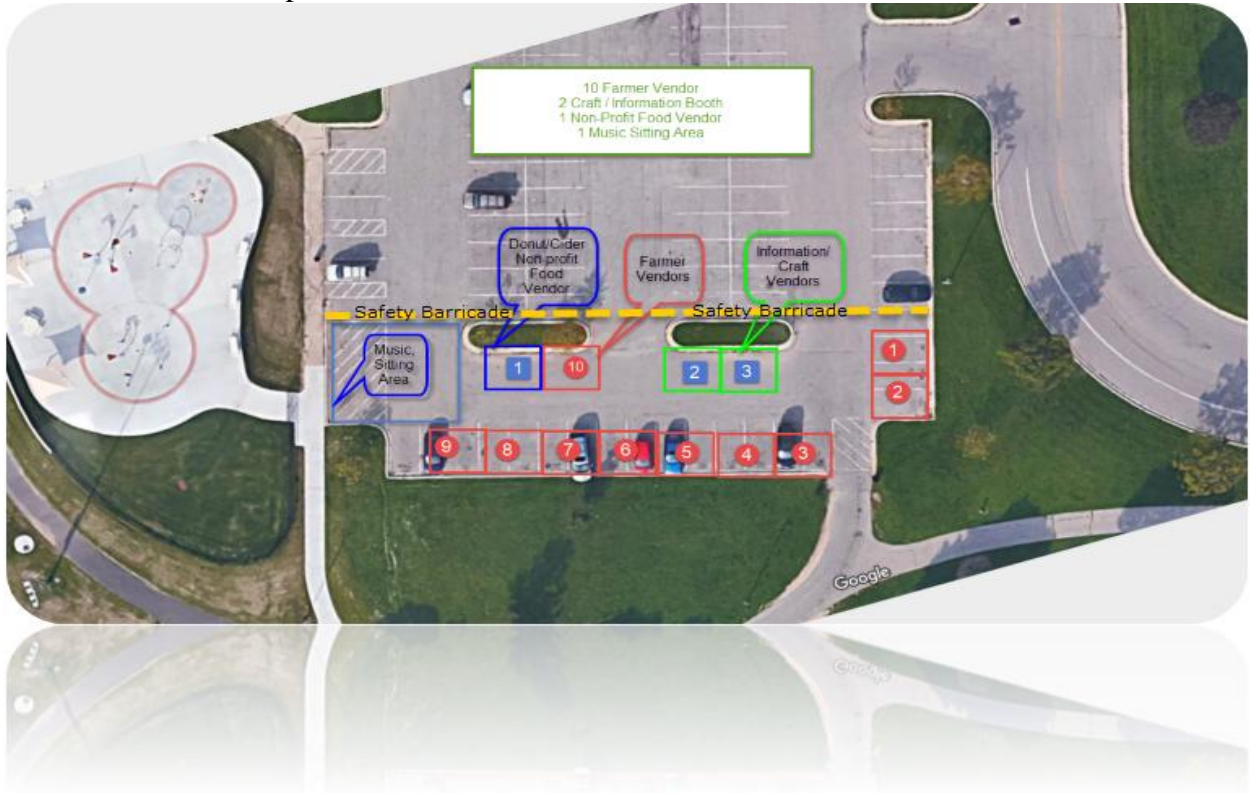 10 Farmer Vendor
2 Craft / Information Booth
1 Non-Profit Food Vendor
1 Music Sitting Area
Donut/Cider
Non-profit
Food
Vendor
Farmer
Vendors
Information/
Craft
Vendors
Safety Barricade
Safety Barricade
Music,
Sitting
Area
1
10
2
3
1
2
9
8
7
6
5
4
3
Google